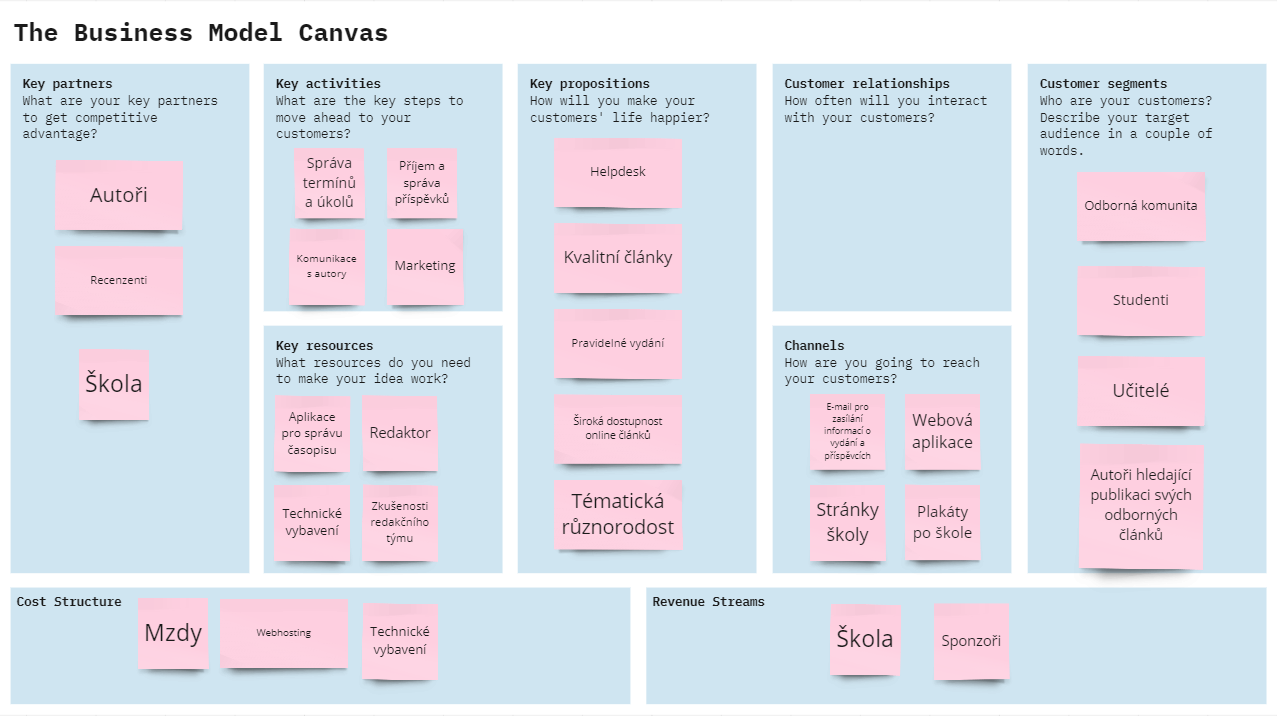 The Business Model Canvas
Key partners
What are your key partners
to get competitive
advantage?
Autoři
Recenzenti
Škola
Key activities
What are the key steps to
move ahead to your
customers?
Správa
termínů
a úkolů
Příjem a
správa
příspěvků
Komunikace
s autory
Marketing
Key resources
What resources do you need
to make your idea work?
Aplikace
pro správu
časopisu
Redaktor
Technické
vybavení
Zkušenosti
redakčního
týmu
Key propositions
How will you make your
customers' life happier?
Helpdesk
Kvalitní články
Pravidelné vydání
Široká dostupnost
online článků
Tématická
různorodost
Customer relationships
How often will you interact
with your customers?
Channels
How are you going to reach
your customers?
E-mail pro
zasílání
informací o
vydání a
příspěvcích
Webová
aplikace
Stránky
školy
Plakáty
po škole
Customer segments
Who are your customers?
Describe your target
audience in a couple of
words.
Odborná komunita
Studenti
Učitelé
Autoři hledající
publikaci svých
odborných
článků
Cost Structure
Mzdy
Webhosting
Technické
vybavení
Revenue Streams
Škola
Sponzoři